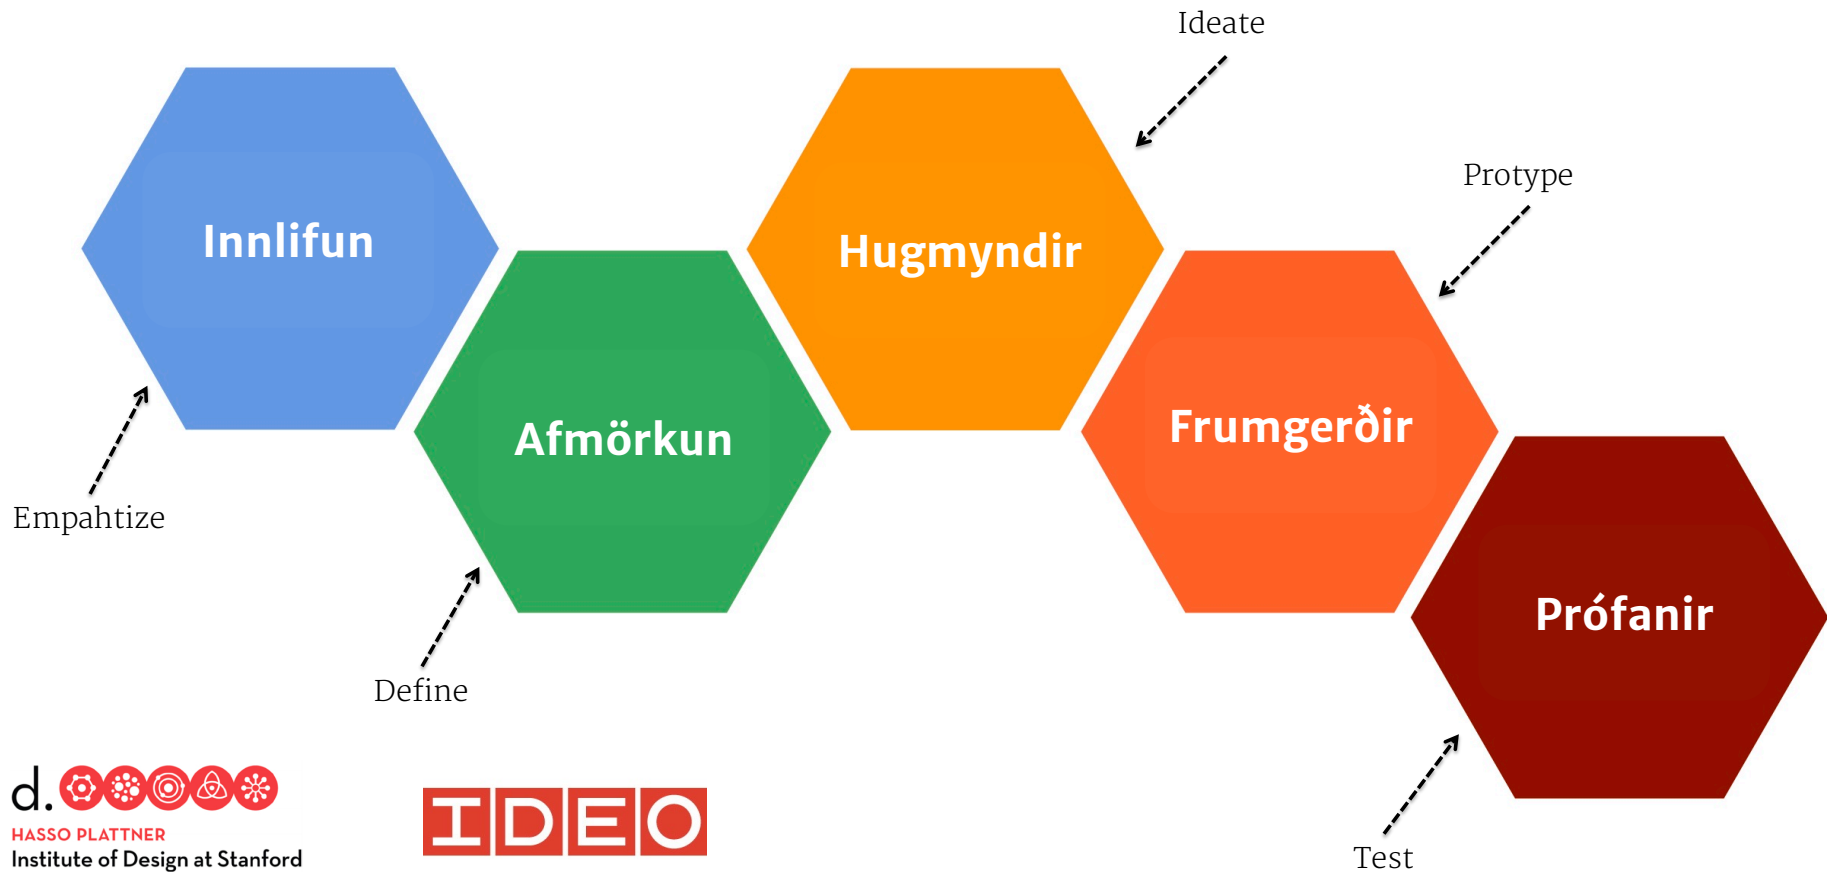 Ideate
Protype
Innlifun
Hugmyndir
Afmörkun
Frumgerðir
Empahtize
Prófanir
Define
d.
HASSO PLATTNER
Institute of Design at Stanford
IDEO
Test